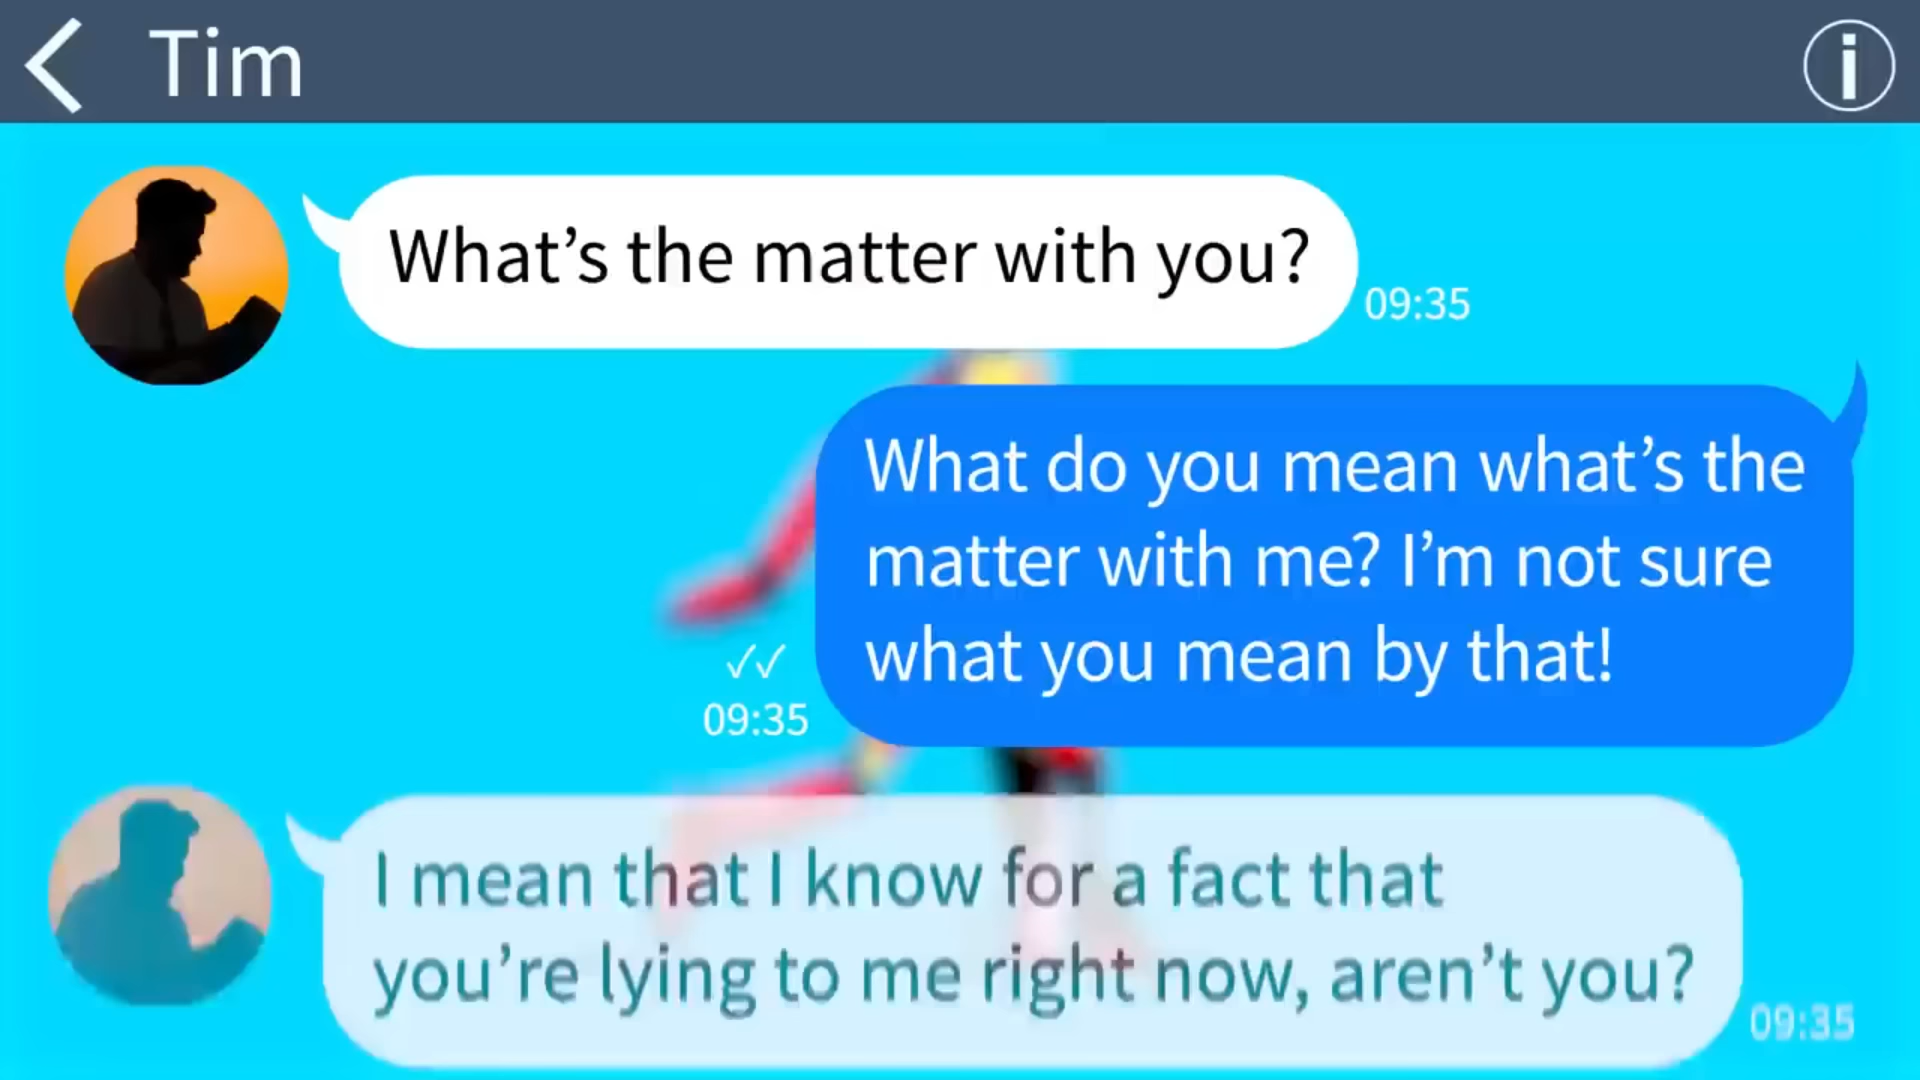 Tim
What’s the matter with you?
09:35
What do you mean what’s the
matter with me? I’m not sure
what you mean by that!
09:35
I mean that I know for a fact that
you’re lying to me right now, aren’t you?
09:35